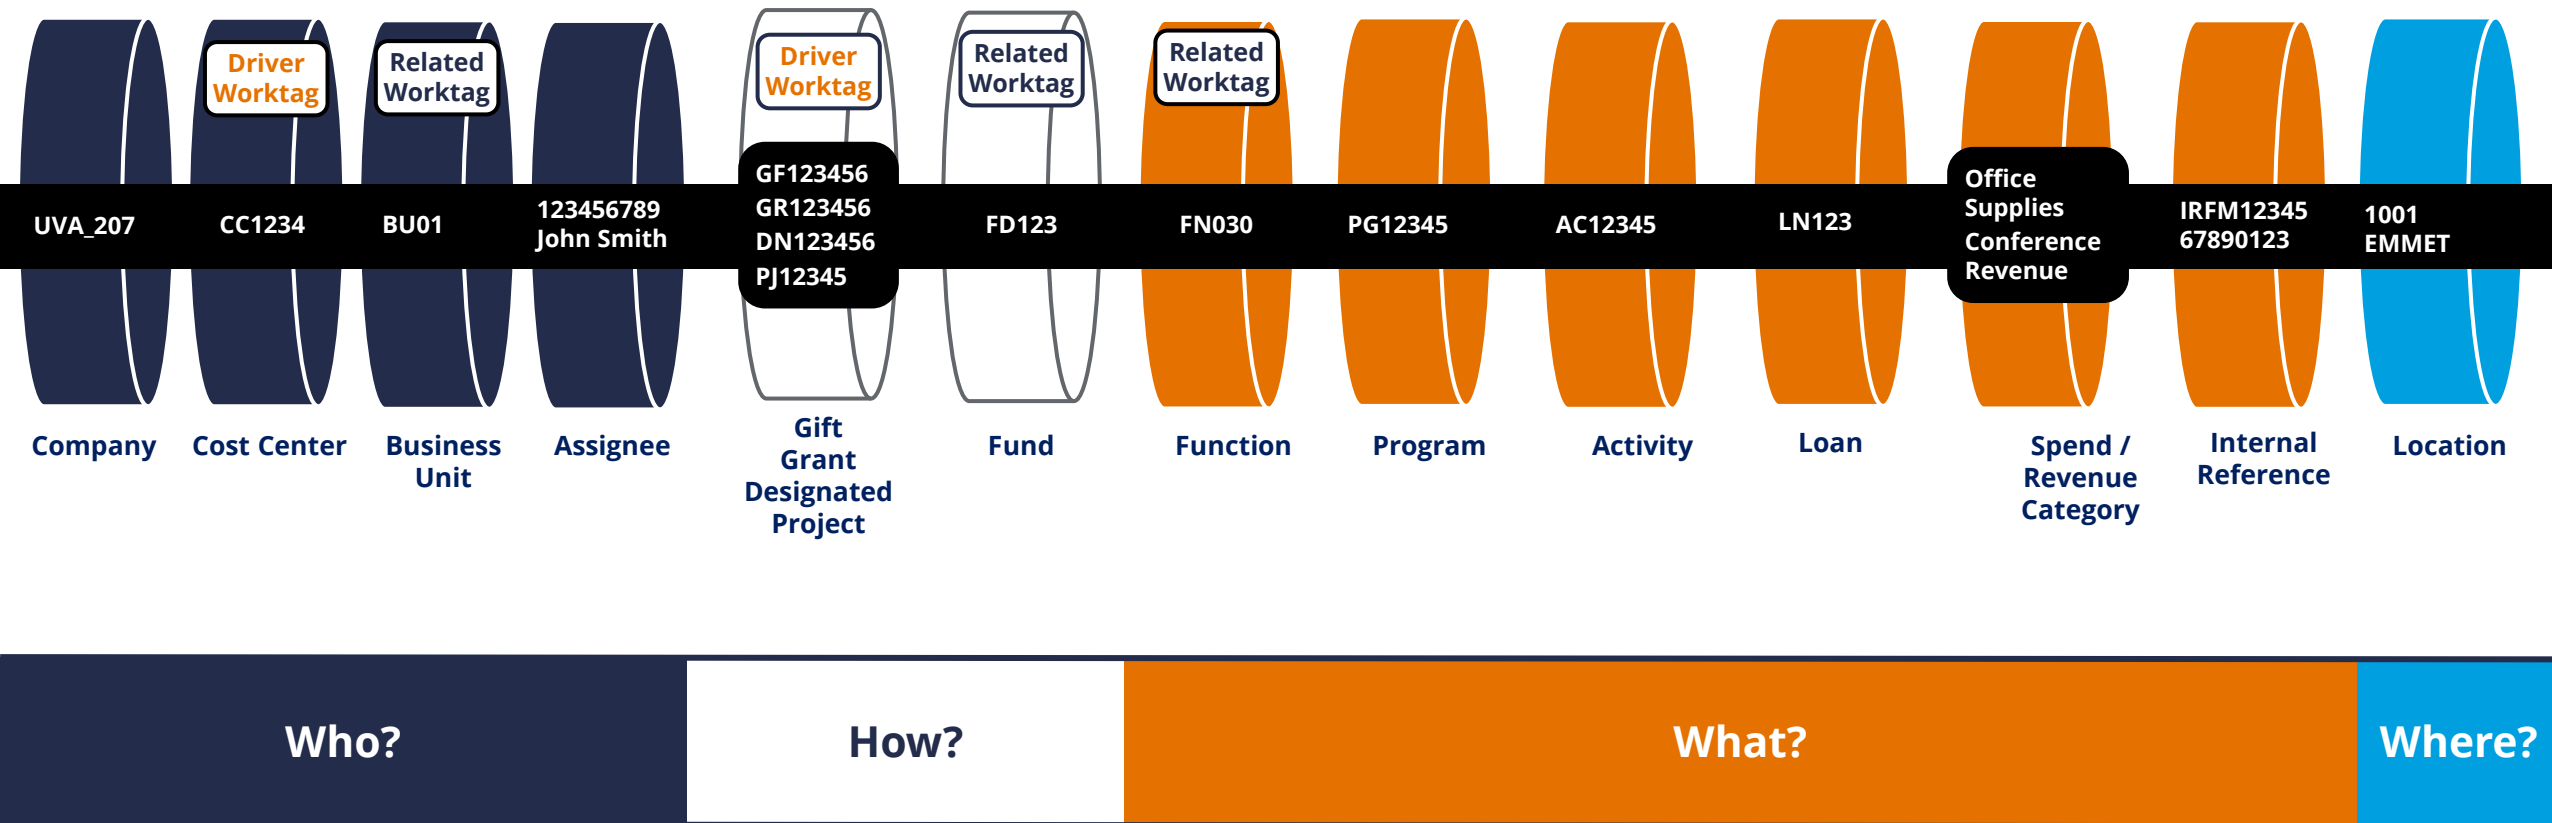 Driver
Worktag
Related
Worktag
Driver
Worktag
Related
Worktag
Related
Worktag
UVA_207
CC1234
BU01
123456789
John Smith
GF123456
GR123456
DN123456
PJ12345
FD123
FN030
PG12345
AC12345
LN123
Office
Supplies
Conference
Revenue
IRFM12345
67890123
1001
EMMET
Company
Cost Center
Business
Unit
Assignee
Gift
Grant
Designated
Project
Fund
Function
Program
Activity
Loan
Spend /
Revenue
Category
Internal
Reference
Location
Who?
How?
What?
Where?